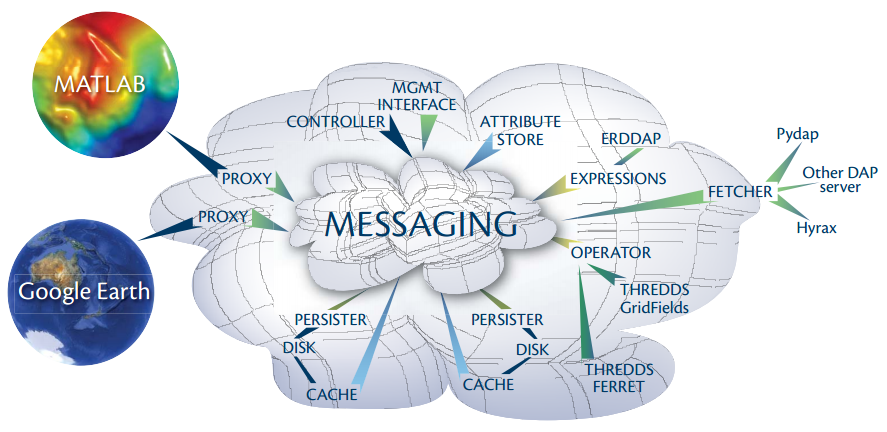 MATLAB
MGMT
INTERFACE
CONTROLLER
ATTRIBUTE
STORE
ERDDAP
Pydap
PROXY
EXPRESSIONS
Other DAP
server
FETCHER
PROXY
MESSAGING
Hyrax
OPERATOR
Google Earth
THREDDS
GridFields
PERSISTER
PERSISTER
DISK
DISK
THREDDS
FERRET
CACHE
CACHE